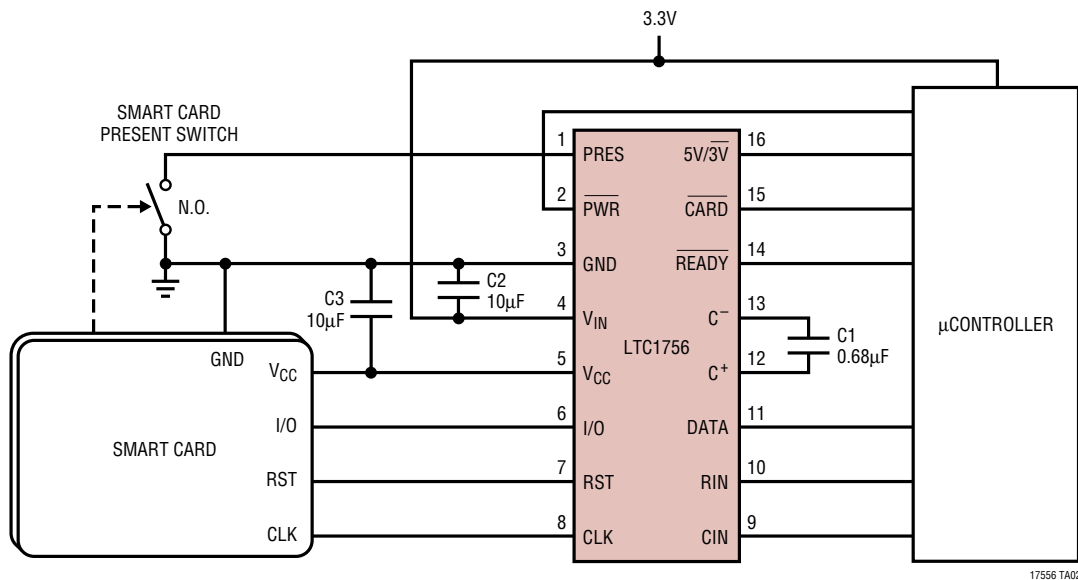 3.3V
SMART CARD
PRESENT SWITCH
N.O.
1
PRES
5V/3V
16
2
PWR
CARD
15
3
GND
READY
14
4
VIN
C–
13
LTC1756
5
VCC
C+
12
6
I/O
DATA
11
7
RST
RIN
10
8
CLK
CIN
9
C3
10µF
C2
10µF
C1
0.68µF
µCONTROLLER
GND
VCC
I/O
SMART CARD
RST
CLK
17556 TA02